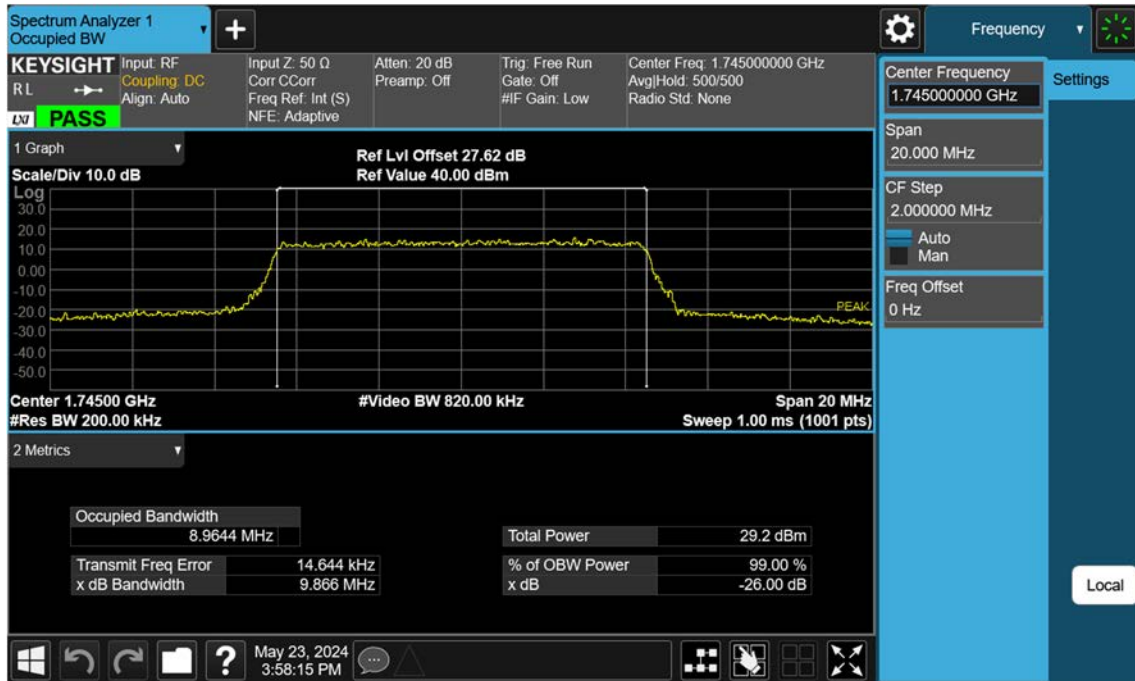 Spectrum Analyzer 1
Occupied BW
+
Frequency
KEYSIGHT
R L
LXI PASS
Input: RF
Coupling: DC
Align: Auto
Input Z: 50 Ω
Corr CCorr
Freq Ref: Int (S)
NFE: Adaptive
Atten: 20 dB
Preamp: Off
Trig: Free Run
Gate: Off
#IF Gain: Low
Center Freq: 1.745000000 GHz
Avg|Hold: 500/500
Radio Std: None
Center Frequency
1.745000000 GHz
Settings
Span
20.000 MHz
CF Step
2.000000 MHz
Auto
Man
Freq Offset
0 Hz
Local
1 Graph
Scale/Div 10.0 dB
Ref Lvl Offset 27.62 dB
Ref Value 40.00 dBm
Log
30.0
20.0
10.0
0.00
-10.0
-20.0
-30.0
-40.0
-50.0
PEAK
Center 1.74500 GHz
#Video BW 820.00 kHz
Span 20 MHz
#Res BW 200.00 kHz
Sweep 1.00 ms (1001 pts)
2 Metrics
Occupied Bandwidth
8.9644 MHz
Total Power 29.2 dBm
Transmit Freq Error 14.644 kHz
% of OBW Power 99.00 %
x dB Bandwidth 9.866 MHz
x dB -26.00 dB
?
May 23, 2024
3:58:15 PM